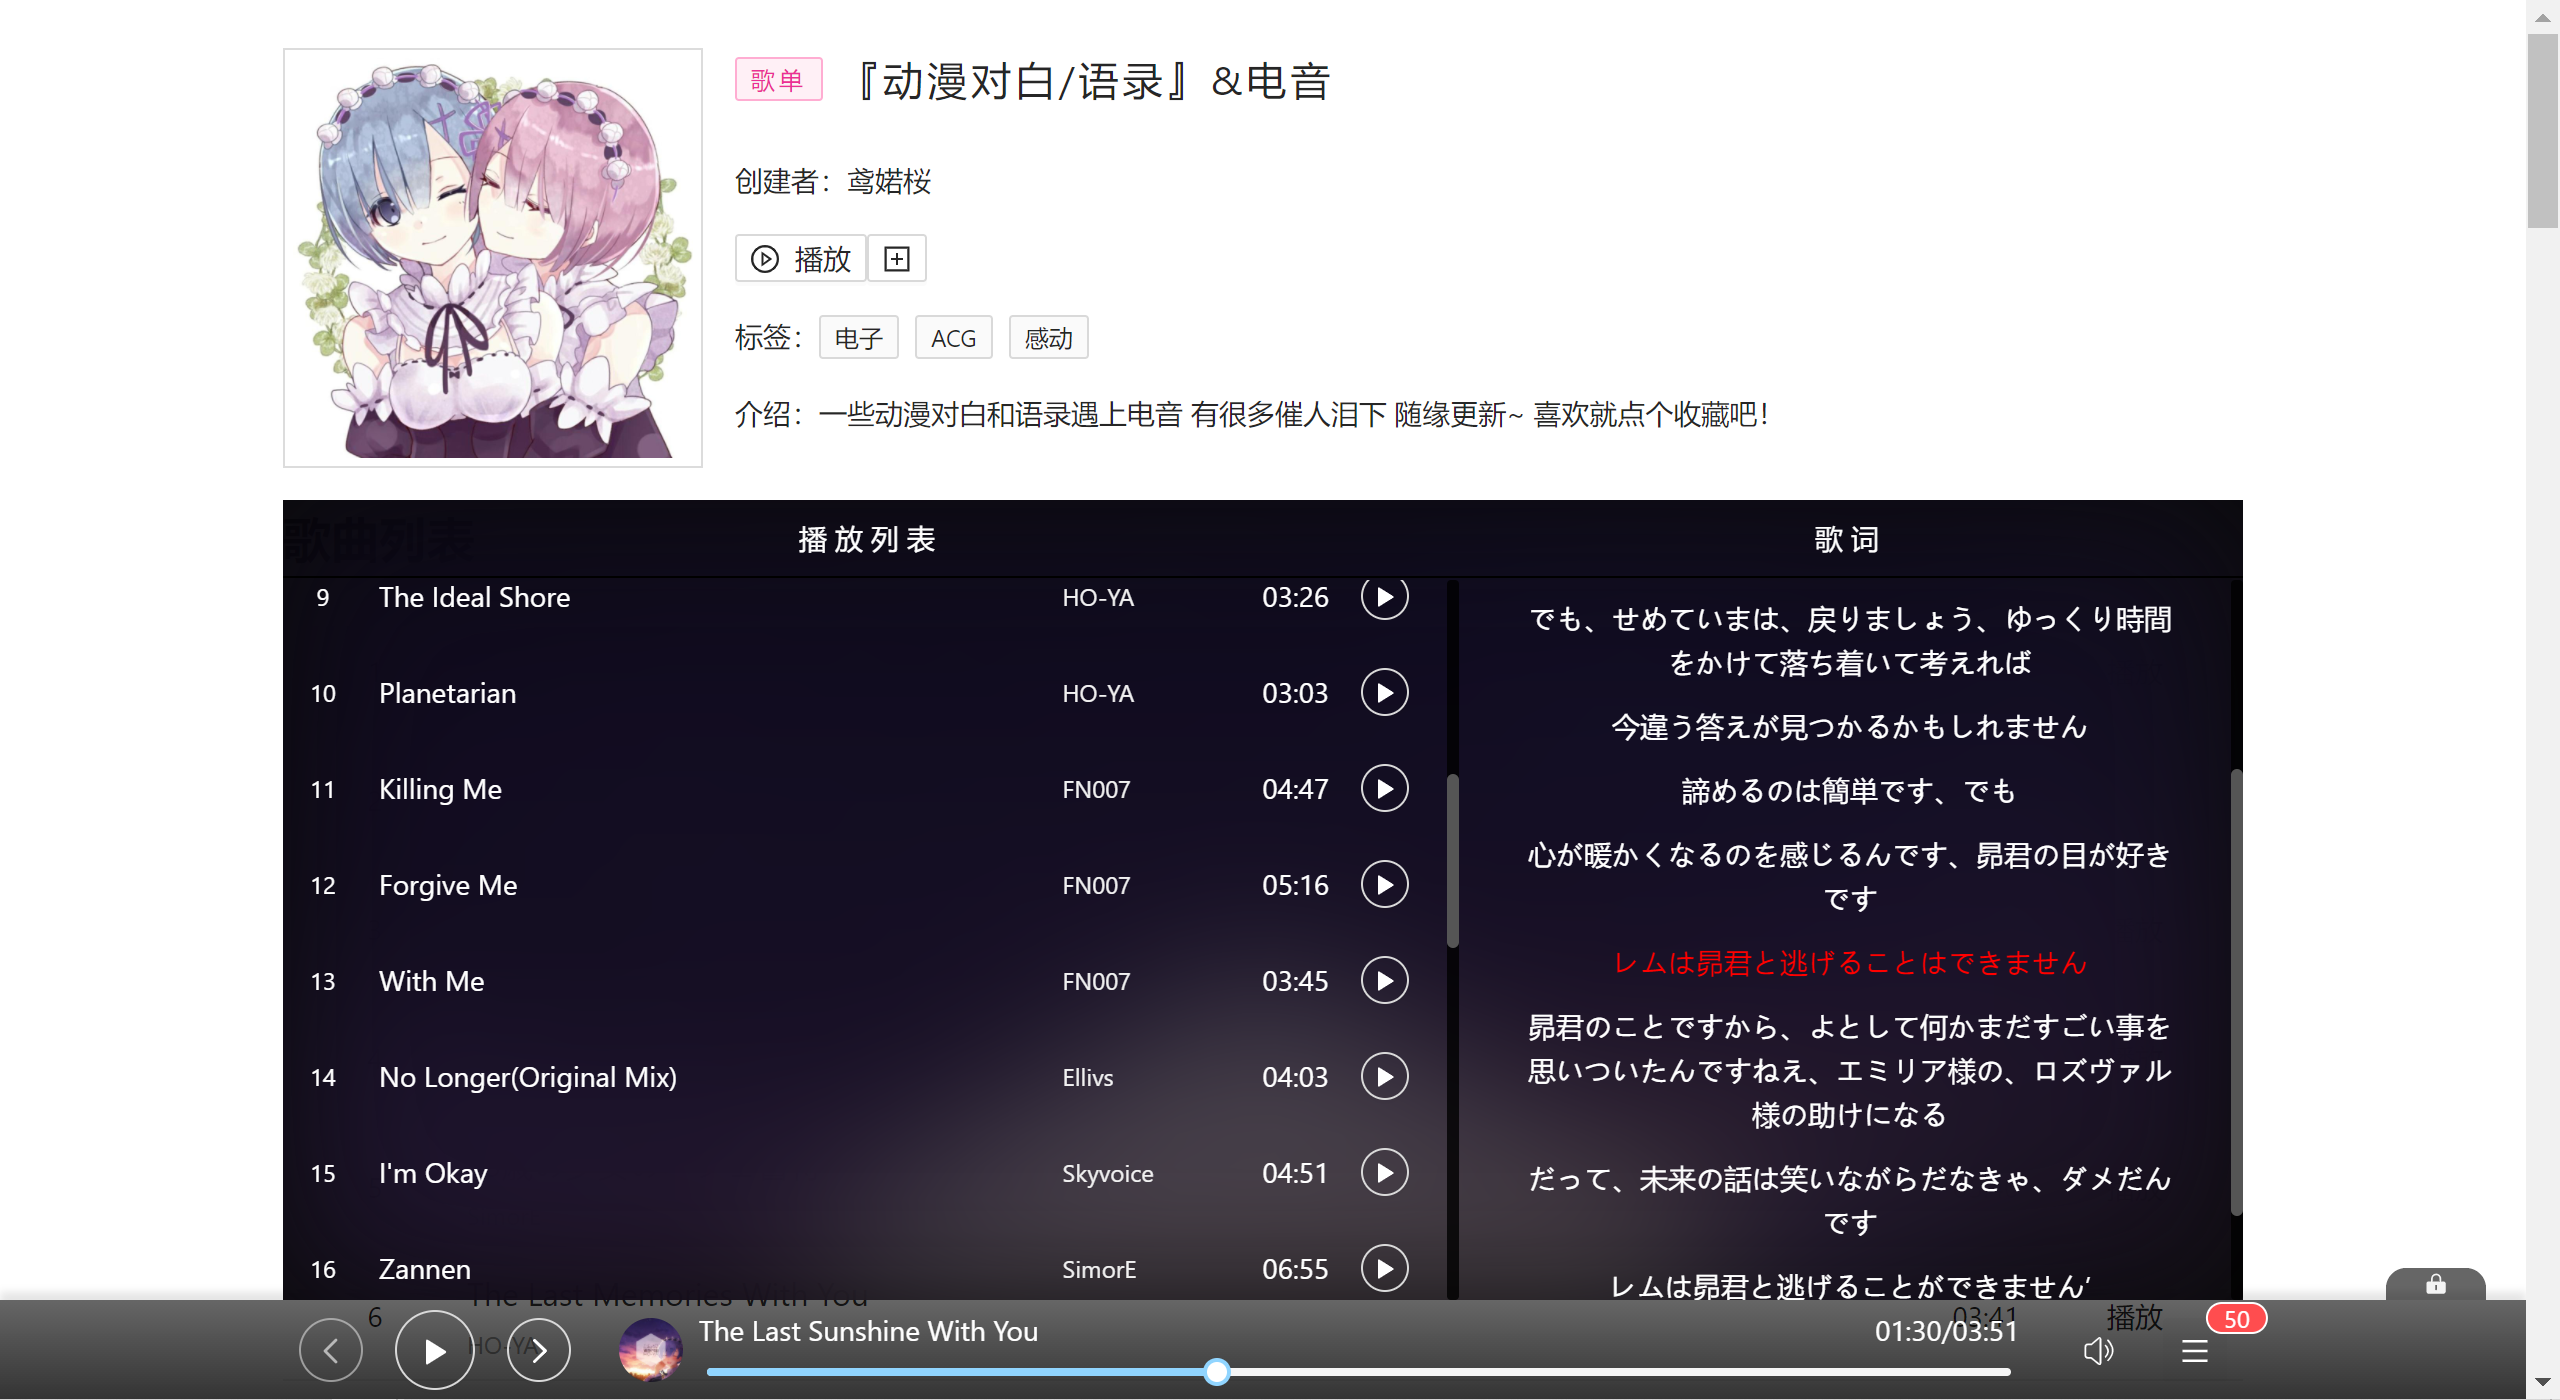 歌单
『动漫对白/语录』&电音
创建者：鸢婼桜
播放
标签：
电子
ACG
感动
介绍：一些动漫对白和语录遇上电音 有很多催人泪下 随缘更新~ 喜欢就点个收藏吧！
歌曲列表
播放列表
歌词
9 The Ideal Shore HO-YA 03:26
10 Planetarian HO-YA 03:03
11 Killing Me FN007 04:47
12 Forgive Me FN007 05:16
13 With Me FN007 03:45
14 No Longer(Original Mix) Ellivs 04:03
15 I'm Okay Skyvoice 04:51
16 Zannen SimorE 06:55
でも、せめていまは、戻りましょう、ゆっくり時間
をかけて落ち着いて考えれば
今違う答えが見つかるかもしれません
諦めるのは簡単です、でも
心が暖かくなるのを感じるんです、昴君の目が好き
です
レムは昴君と逃げることはできません
昴君のことですから、よとして何かまだすごい事を
思いついたんですねえ、エミリア様の、ロズヴァル
様の助けになる
だって、未来の話は笑いながらだなきゃ、ダメだん
です
レムは昴君と逃げることができません’
6
The Last Memories With You
HO-YA
03:41
播放
The Last Sunshine With You
01:30/03:51
50